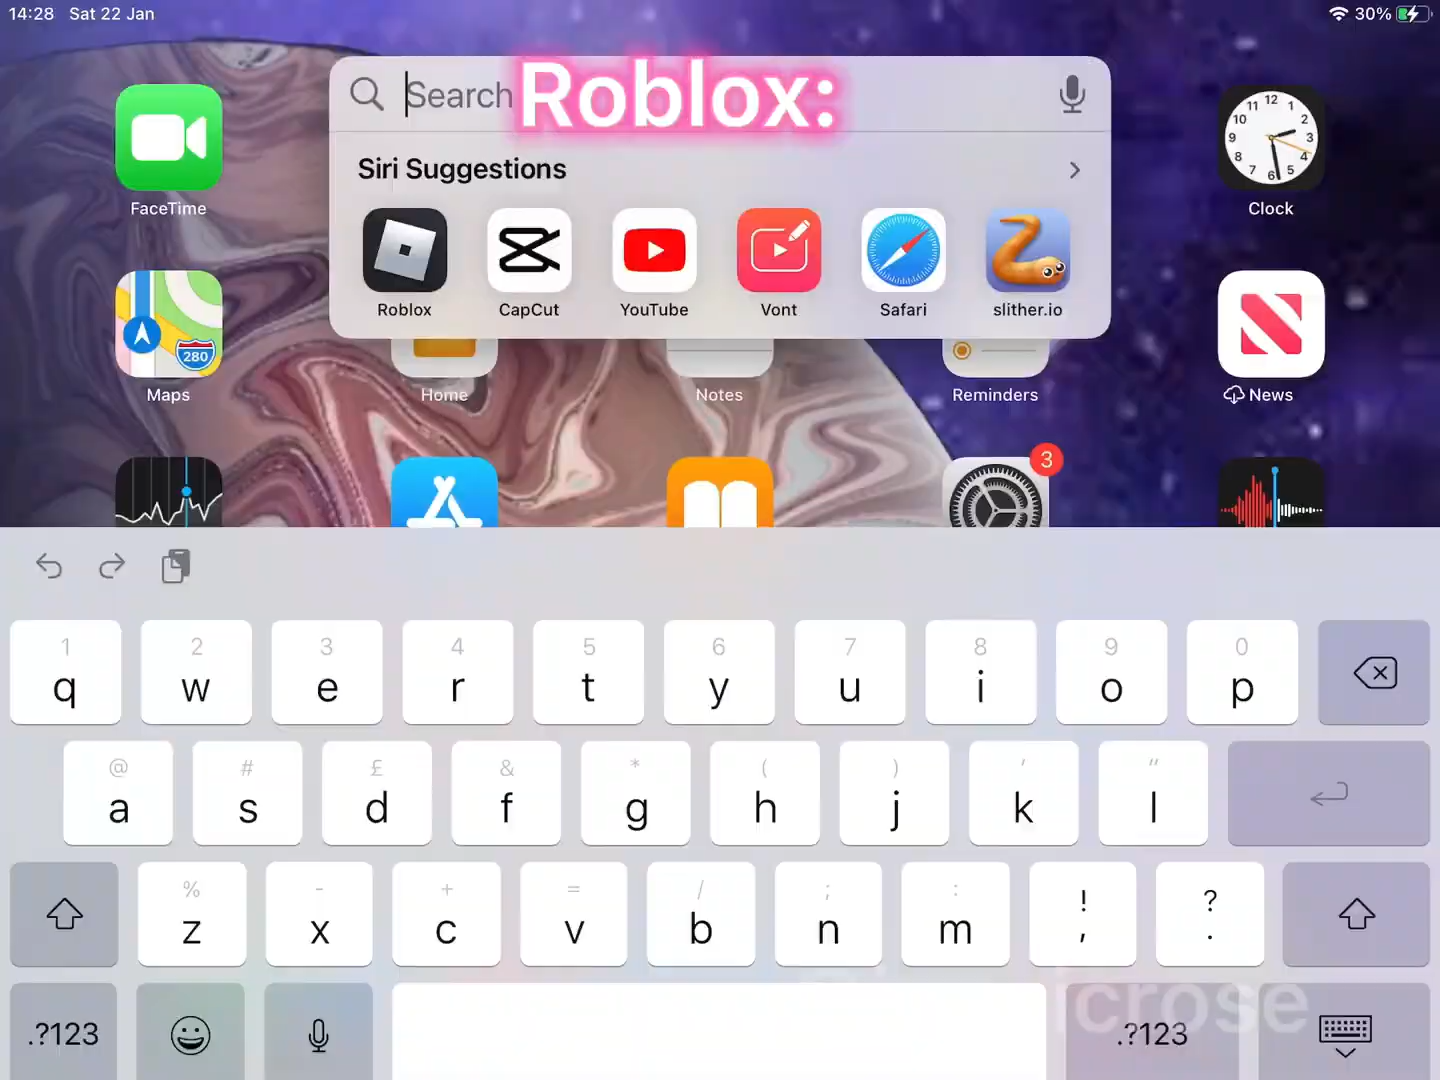 14:28 Sat 22 Jan
30%
Search Roblox:
Siri Suggestions
Roblox CapCut YouTube Vont Safari slither.io
FaceTime
Clock
12 1 2 3 4 5 6 7 8 9 10 11
280
Maps Home Notes Reminders News
3
1 2 3 4 5 6 7 8 9 0
q w e r t y u i o p
@ # £ & * ( ) ' "
a s d f g h j k l
% - + = / ; : ! ?
z x c v b n m , .
.?123 .?123